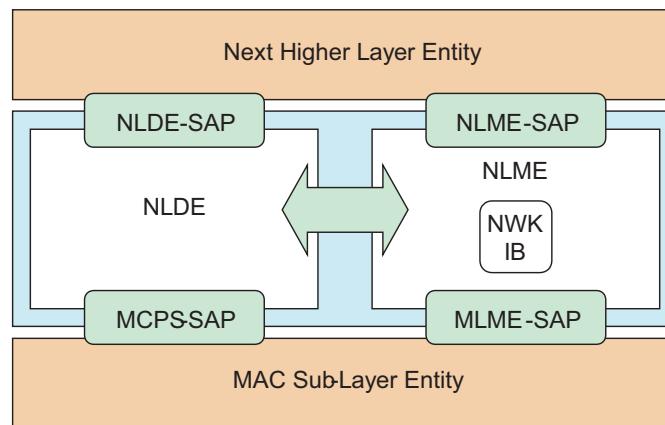 Next Higher Layer Entity
NLDE-SAP
NLME-SAP
NLME
NLDE
NWK
IB
MCPS-SAP
MLME-SAP
MAC Sub-Layer Entity